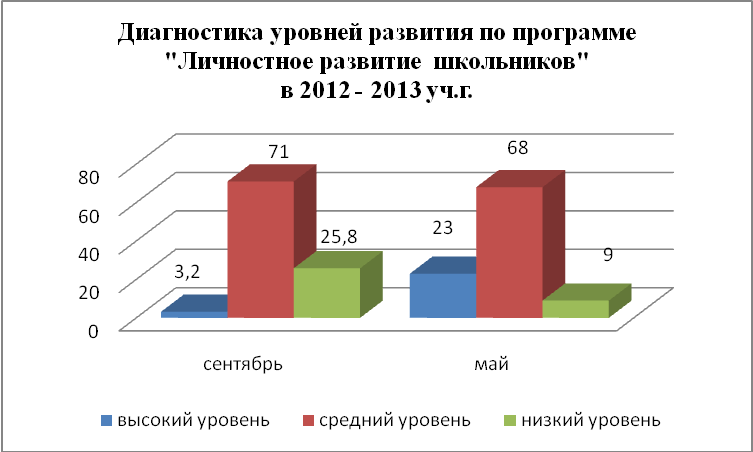 Диагностика уровней развития по программе
"Личностное развитие  школьников"
в 2012 - 2013 уч.г.
71
68
80
60
23
25,8
40
9
3,2
20
0
сентябрь
май
высокий уровень
средний уровень
низкий уровень